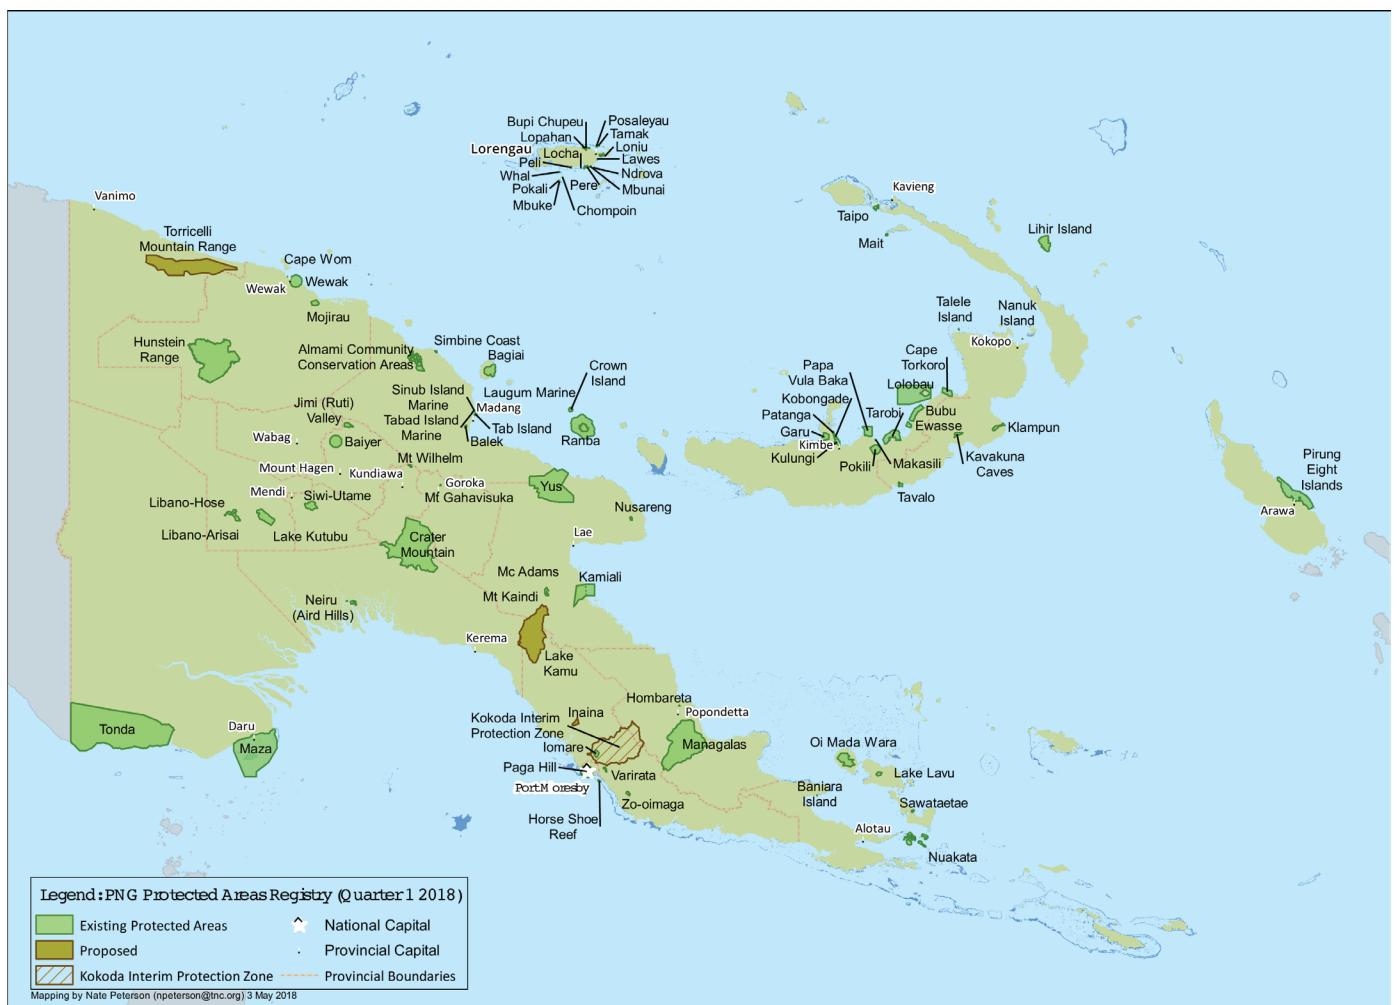 Bupi Chupeu
Posaleyau
Lopahan
Tamak
Lorengau
Locha
Loniu
Peli
Lawes
Whal
Ndrova
Pokali
Pere
Mbunai
Mbuke
Chompoin
Vanimo
Kavieng
Taipo
Mait
Lihir Island
Torricelli
Mountain Range
Cape Wom
Wewak
Wewak
Mojirau
Talele
Island
Nanuk
Island
Kokopo
Hunstein
Range
Almami Community
Conservation Areas
Simbine Coast
Bagiai
Crown
Island
Laugum Marine
Sinub Island
Marine
Madang
Tabad Island
Marine
Tab Island
Balek
Ranba
Papa
Vula Baka
Cape
Torkoro
Lolobau
Kobongade
Patanga
Tarobi
Bubu
Ewasse
Garu
Kimbe
Kulungi
Pokili
Makasili
Klampun
Kavakuna
Caves
Tavalo
Jimi (Ruti)
Valley
Wabag
Baiyer
Mt Wilhelm
Mount Hagen
Kundiawa
Goroka
Mt Gahavisuka
Mendi
Siwi-Utame
Yus
Nusareng
Libano-Hose
Libano-Arisai
Lake Kutubu
Crater
Mountain
Lae
Pirung
Eight
Islands
Arawa
Mc Adams
Kamiali
Mt Kaindi
Neiru
(Aird Hills)
Kerema
Lake
Kamu
Hombareta
Popondetta
Inaina
Kokoda Interim
Protection Zone
Iomare
Managalas
Paga Hill
Varirata
Port Moresby
Zo-oimaga
Horse Shoe
Reef
Tonda
Daru
Maza
Oi Mada Wara
Lake Lavu
Baniara
Island
Sawataetae
Alotau
Nuakata
Legend: PNG Protected Areas Registry (Quarter 1 2018)
Existing Protected Areas
National Capital
Proposed
Provincial Capital
Kokoda Interim Protection Zone
Provincial Boundaries
Mapping by Nate Peterson (npeterson@tnc.org) 3 May 2018